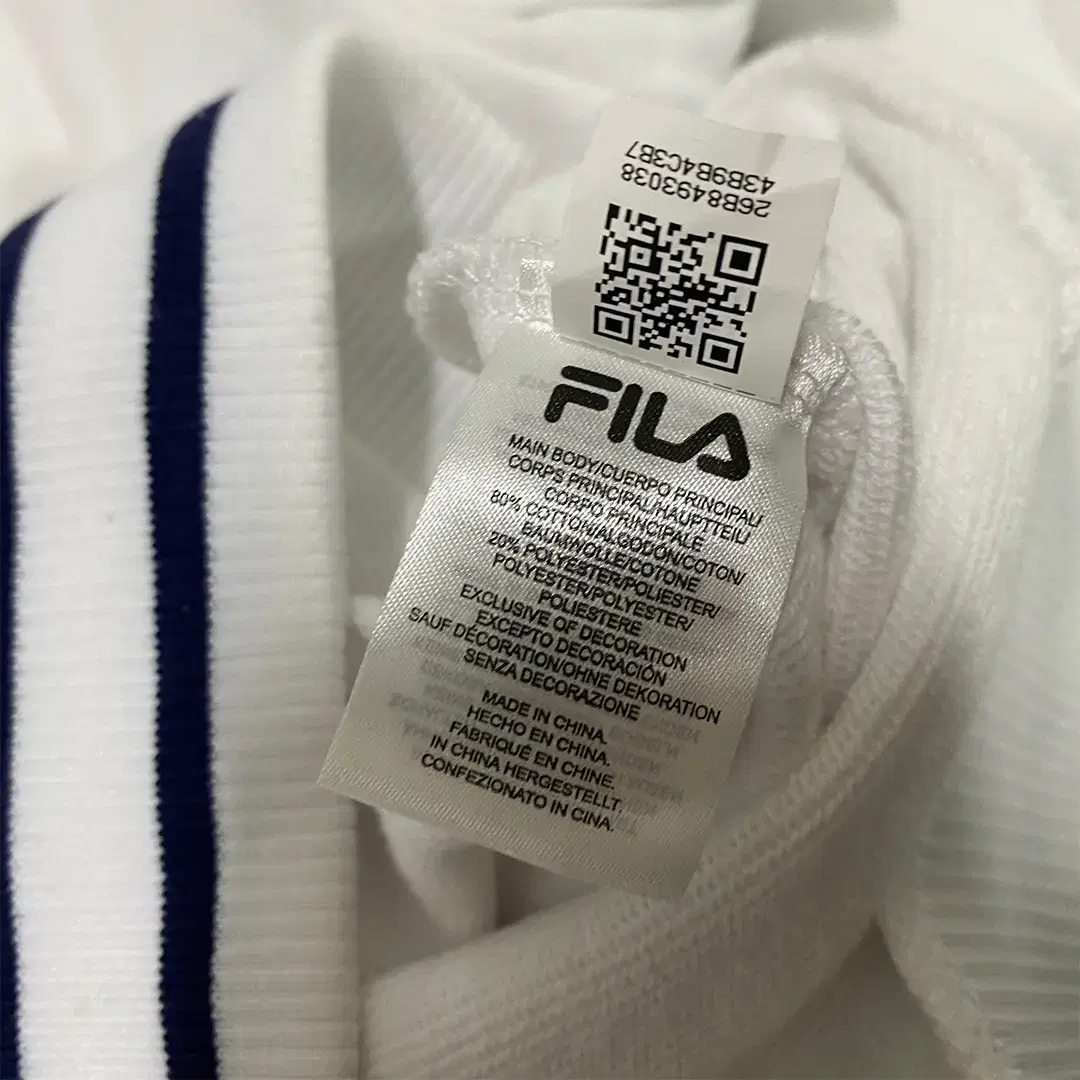 26B8493038
43B9B4C3B7
FILA
MAIN BODY/CUERPO PRINCIPAL/
CORPS PRINCIPAL/HAUPTTEIL/
CORPO PRINCIPALE
80% COTTON/ALGODÓN/COTON/
BAUMWOLLE/COTONE
20% POLYESTER/POLIESTER/
POLYESTER/POLYESTER/
POLIESTERE
EXCLUSIVE OF DECORATION
EXCEPTO DECORACIÓN
SAUF DÉCORATION/OHNE DEKORATION
SENZA DECORAZIONE
MADE IN CHINA.
HECHO EN CHINA.
FABRIQUÉ EN CHINE.
IN CHINA HERGESTELLT.
CONFEZIONATO IN CINA.